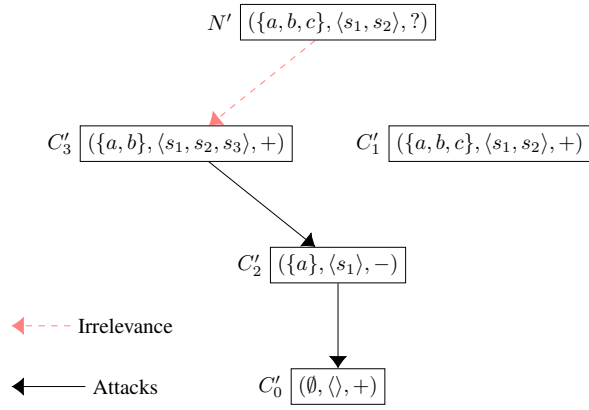 N′ ({a, b, c}, ⟨s₁, s₂⟩, ?)
C′₃ ({a, b}, ⟨s₁, s₂, s₃⟩, +)
C′₁ ({a, b, c}, ⟨s₁, s₂⟩, +)
C′₂ ({a}, ⟨s₁⟩, −)
Irrelevance
Attacks
C′₀ (∅, ⟨⟩, +)